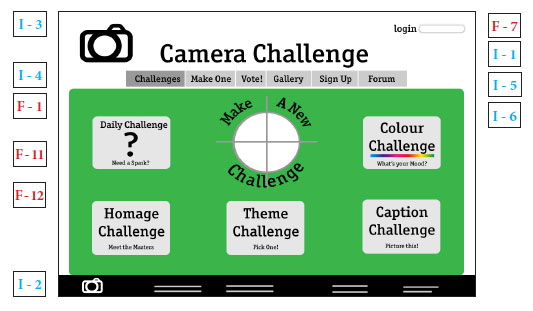 I - 3
F - 7
login
I - 1
Camera Challenge
I - 4
Challenges Make One Vote! Gallery Sign Up Forum
I - 5
F - 1
I - 6
Make A New Challenge
Daily Challenge
?
Need a Spark?
Colour
Challenge
What's your Mood?
F - 11
F - 12
Homage
Challenge
Meet the Masters
Theme
Challenge
Pick One!
Caption
Challenge
Picture this!
I - 2